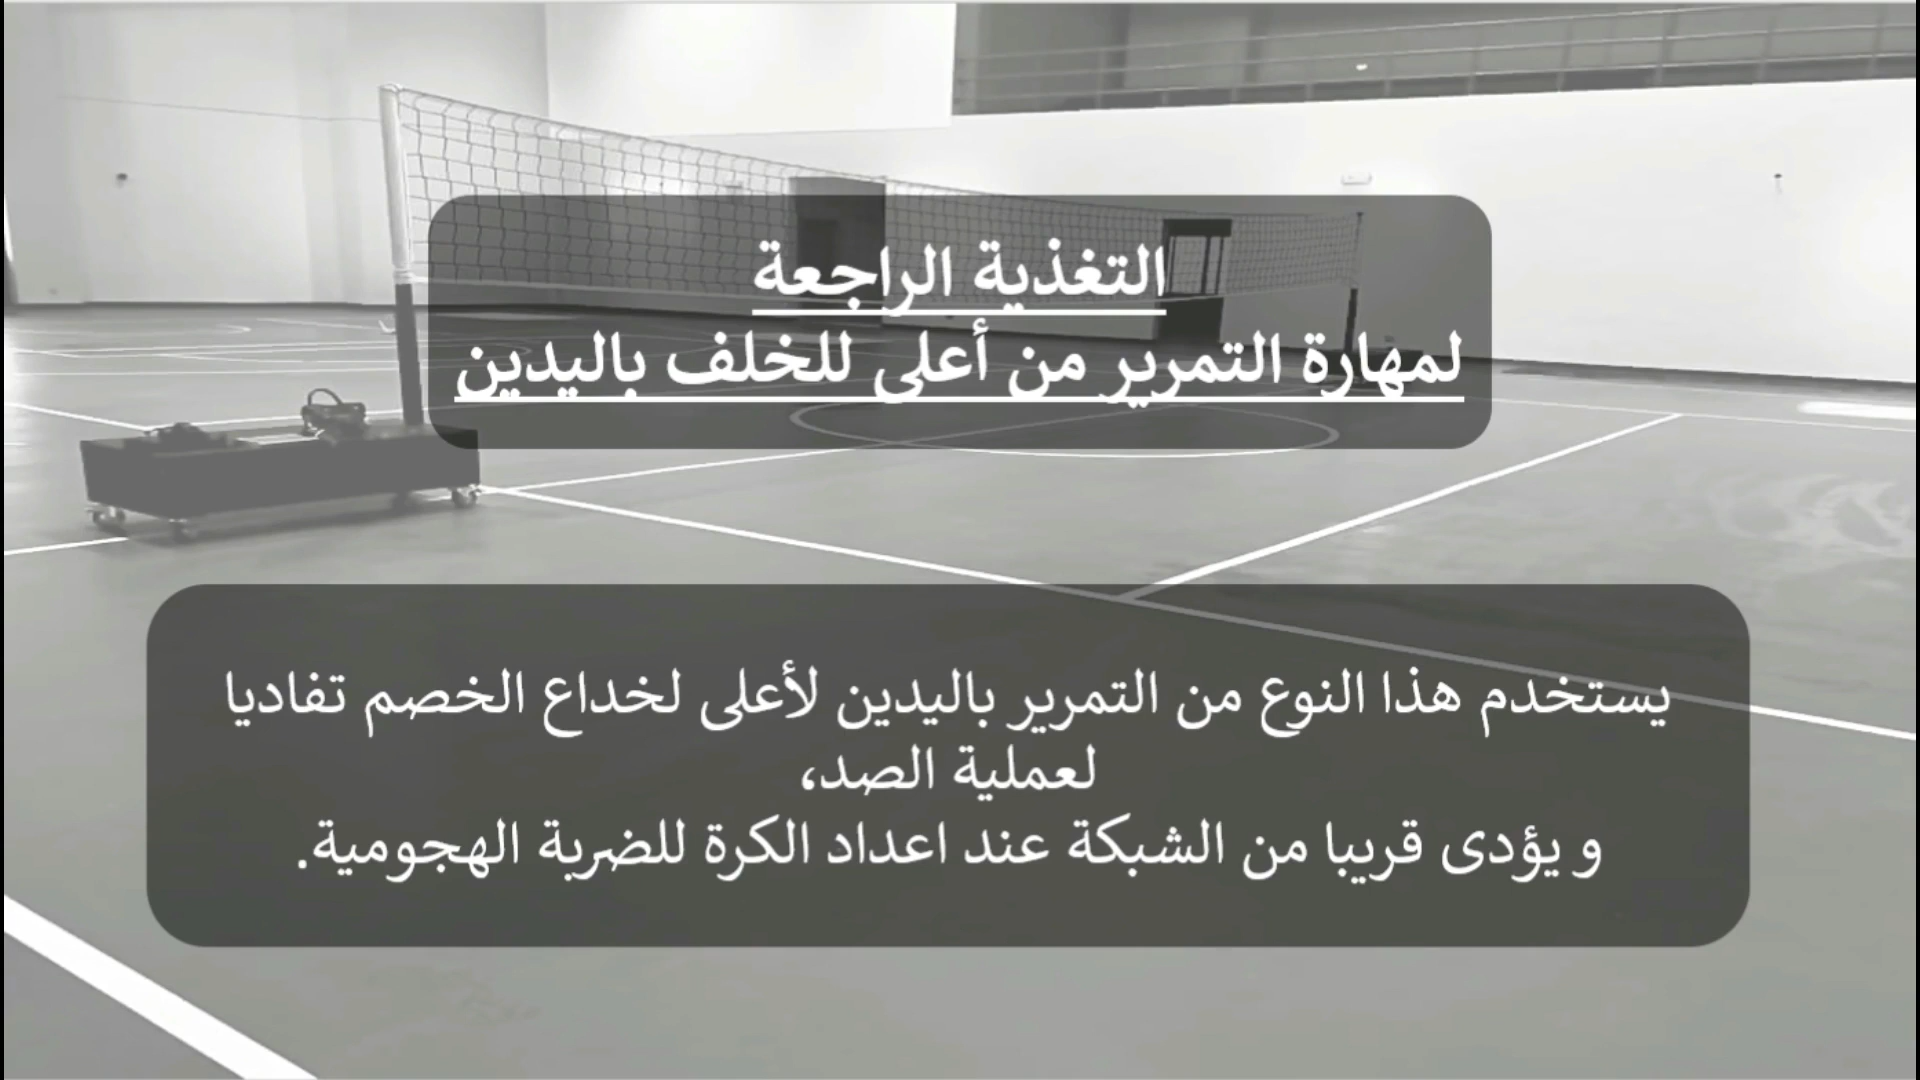 التغذية الراجعة
لمهارة التمرير من أعلى للخلف باليدين
يستخدم هذا النوع من التمرير باليدين لأعلى لخداع الخصم تفاديا
لعملية الصد،
و يؤدى قريبا من الشبكة عند اعداد الكرة للضربة الهجومية.